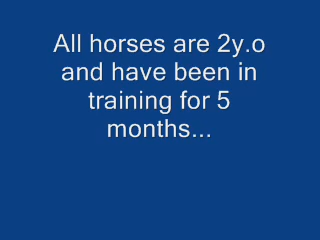 All horses are 2y.o
and have been in
training for 5
months...